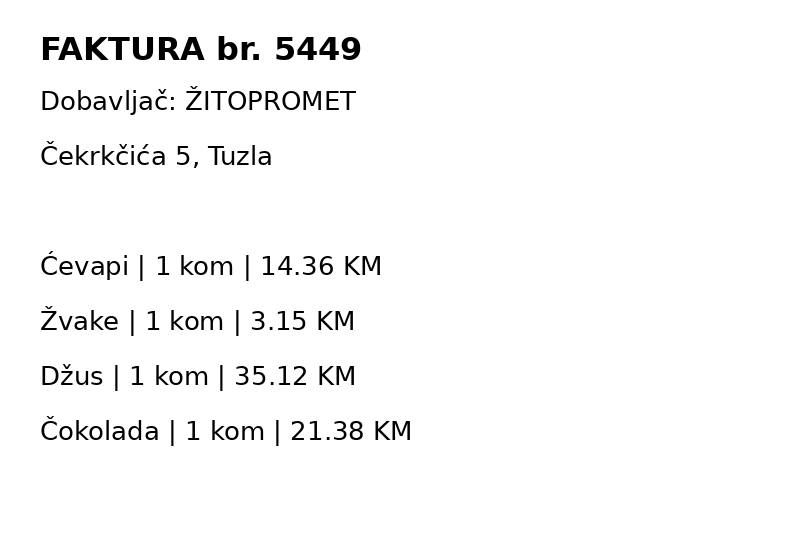 FAKTURA br. 5449
Dobavljač: ŽITOPROMET
Čekrkčića 5, Tuzla
Ćevapi | 1 kom | 14.36 KM
Žvake | 1 kom | 3.15 KM
Džus | 1 kom | 35.12 KM
Čokolada | 1 kom | 21.38 KM